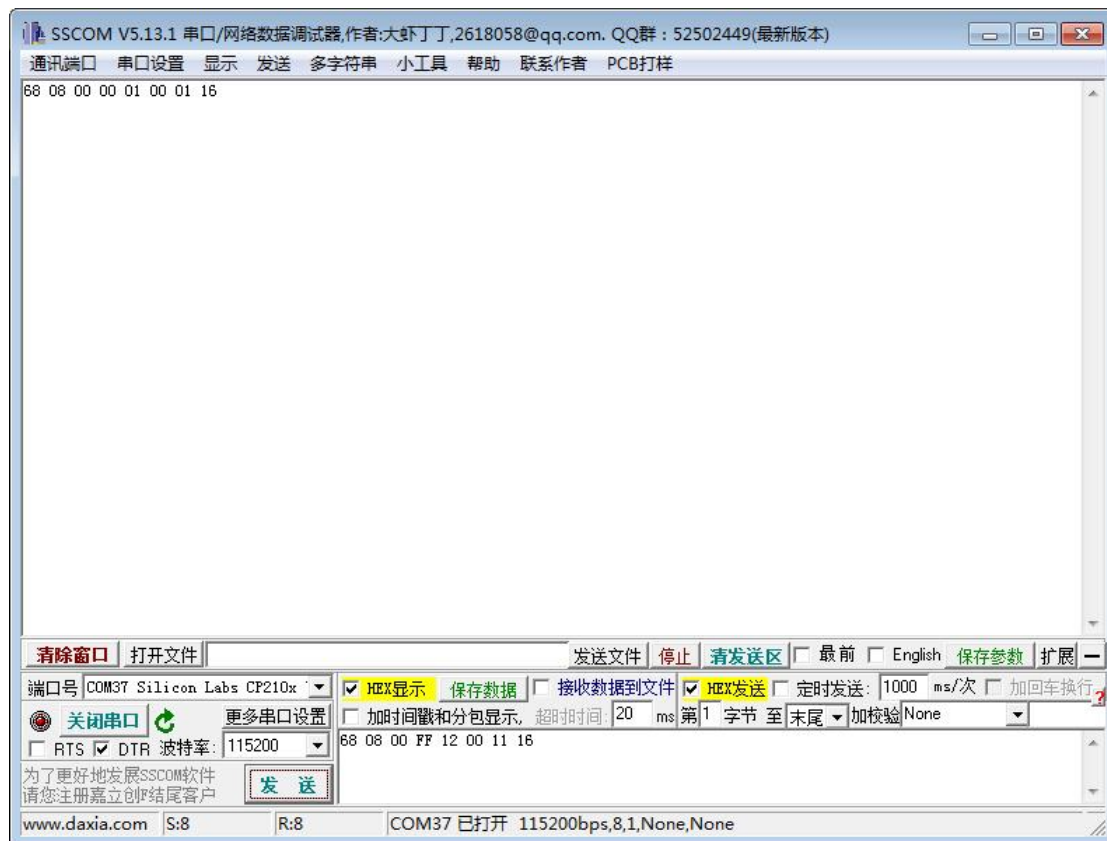 SSCOM V5.13.1 串口/网络数据调试器,作者:大虾丁丁,2618058@qq.com. QQ群：52502449(最新版本)
通讯端口 串口设置 显示 发送 多字符串 小工具 帮助 联系作者 PCB打样
68 08 00 00 01 00 01 16
清除窗口 打开文件 发送文件 停止 清发送区 最前 English 保存参数 扩展 —
端口号 COM37 Silicon Labs CP210x HEX显示 保存数据 接收数据到文件 HEX发送 定时发送: 1000 ms/次 加回车换行 ?
关闭串口 更多串口设置 加时间戳和分包显示, 超时时间: 20 ms 第 1 字节 至 末尾 加校验 None
RTS DTR 波特率: 115200 68 08 00 FF 12 00 11 16
为了更好地发展SSCOM软件
请您注册嘉立创F结尾客户
发 送
www.daxia.com S:8 R:8 COM37 已打开 115200bps,8,1,None,None